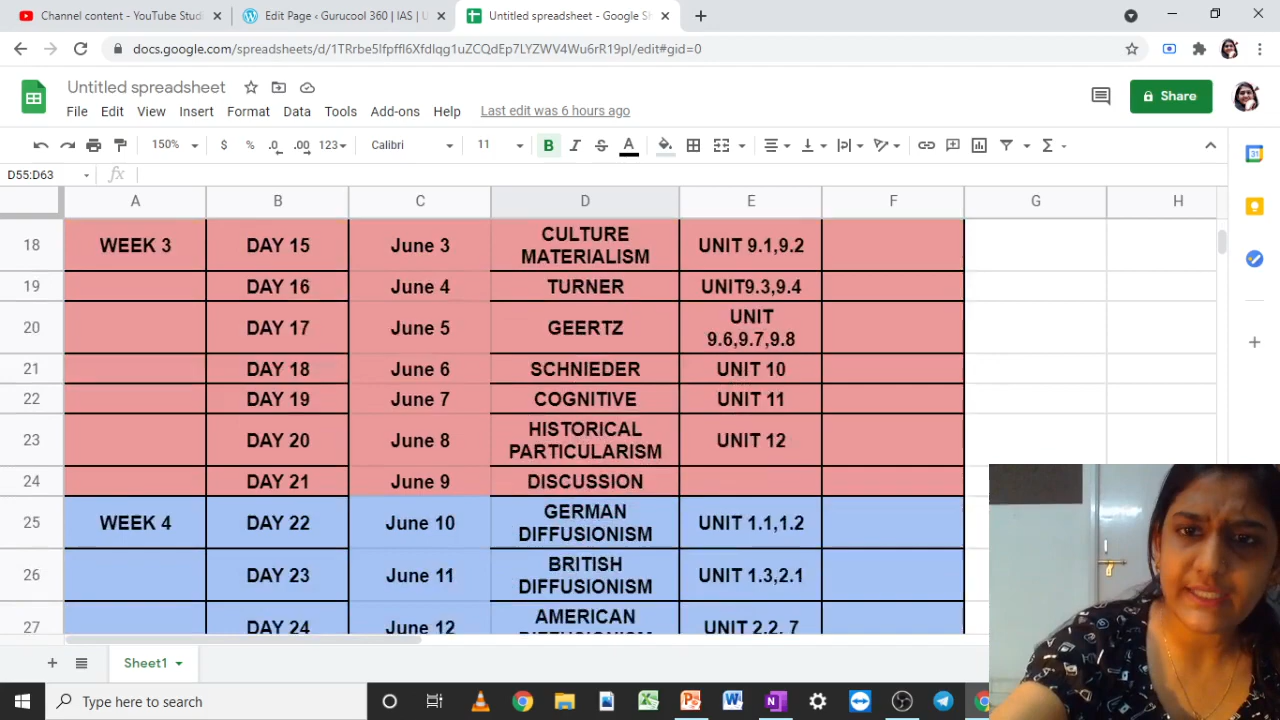 Channel content - YouTube Studi
Edit Page ‹ Gurucool 360 | IAS | U
Untitled spreadsheet - Google Sh
docs.google.com/spreadsheets/d/1TRrbe5lfpffl6Xfdlqg1uZCQdEp7LYZWV4Wu6rR19pI/edit#gid=0
Untitled spreadsheet
File Edit View Insert Format Data Tools Add-ons Help Last edit was 6 hours ago
Share
150% $ % .0 .00 123 Calibri 11 B I S A
D55:D63 fx
A B C D E F G H
18 WEEK 3 DAY 15 June 3 CULTURE MATERIALISM UNIT 9.1,9.2
19 DAY 16 June 4 TURNER UNIT9.3,9.4
20 DAY 17 June 5 GEERTZ UNIT 9.6,9.7,9.8
21 DAY 18 June 6 SCHNIEDER UNIT 10
22 DAY 19 June 7 COGNITIVE UNIT 11
23 DAY 20 June 8 HISTORICAL PARTICULARISM UNIT 12
24 DAY 21 June 9 DISCUSSION
25 WEEK 4 DAY 22 June 10 GERMAN DIFFUSIONISM UNIT 1.1,1.2
26 DAY 23 June 11 BRITISH DIFFUSIONISM UNIT 1.3,2.1
27 DAY 24 June 12 AMERICAN UNIT 2.2, 7
Sheet1
Type here to search